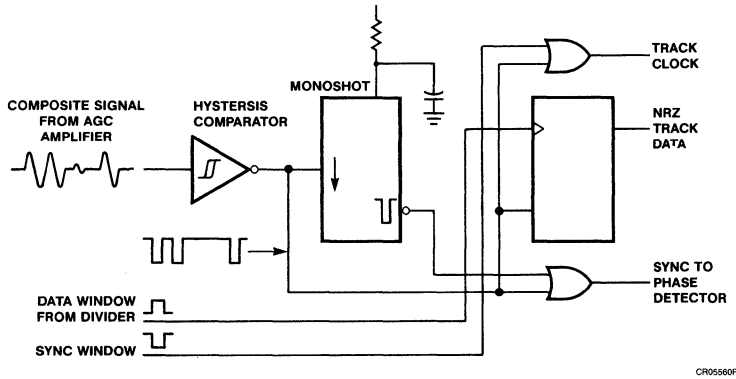 MONOSHOT
TRACK
CLOCK
COMPOSITE SIGNAL
FROM AGC
AMPLIFIER
HYSTERSIS
COMPARATOR
NRZ
TRACK
DATA
SYNC TO
PHASE
DETECTOR
DATA WINDOW
FROM DIVIDER
SYNC WINDOW
CR05560F